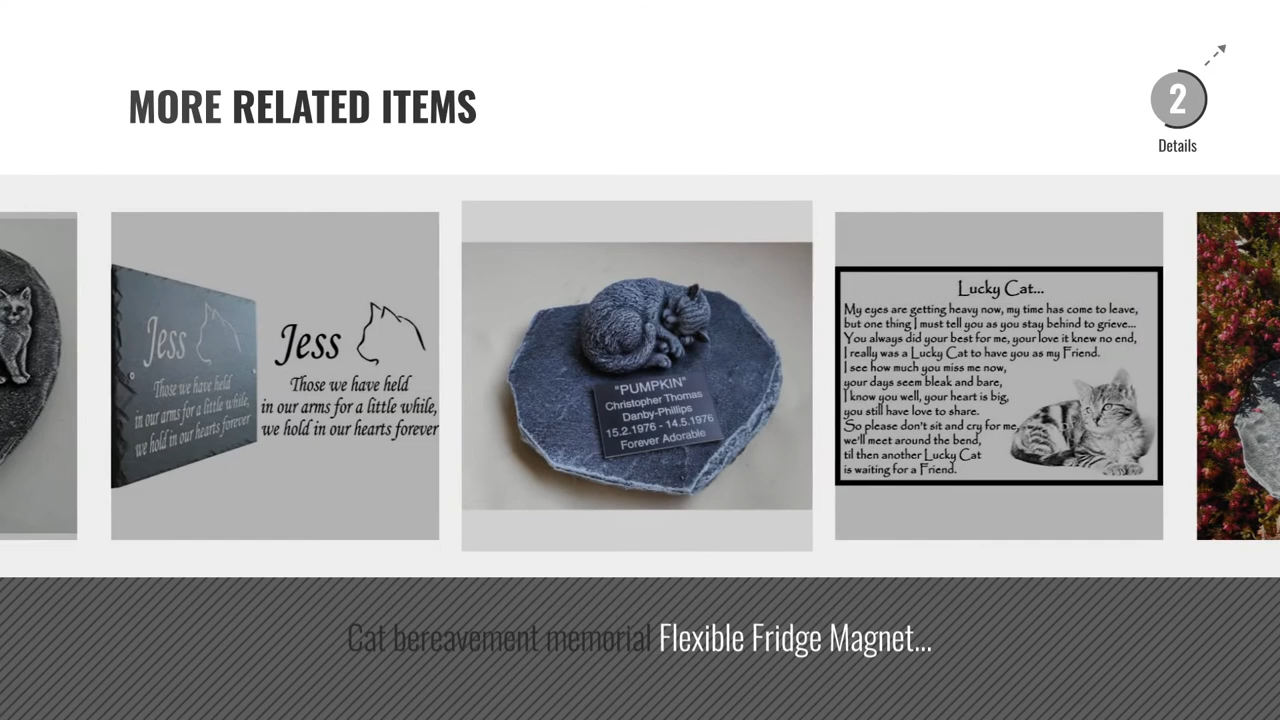 MORE RELATED ITEMS
2
Details
Jess
Those we have held
in our arms for a little while,
we hold in our hearts forever
Jess
Those we have held
in our arms for a little while,
we hold in our hearts forever
"PUMPKIN"
Christopher Thomas
Danby-Phillips
15.2.1976 - 14.5.1976
Forever Adorable
Lucky Cat...
My eyes are getting heavy now, my time has come to leave,
but one thing I must tell you as you stay behind to grieve...
You always did your best for me, your love it knew no end,
I really was a Lucky Cat to have you as my Friend.
I see how much you miss me now,
your days seem bleak and bare,
I know you well, your heart is big,
you still have love to share.
So please don't sit and cry for me,
we'll meet around the bend,
til then another Lucky Cat
is waiting for a Friend.
Cat bereavement memorial Flexible Fridge Magnet...